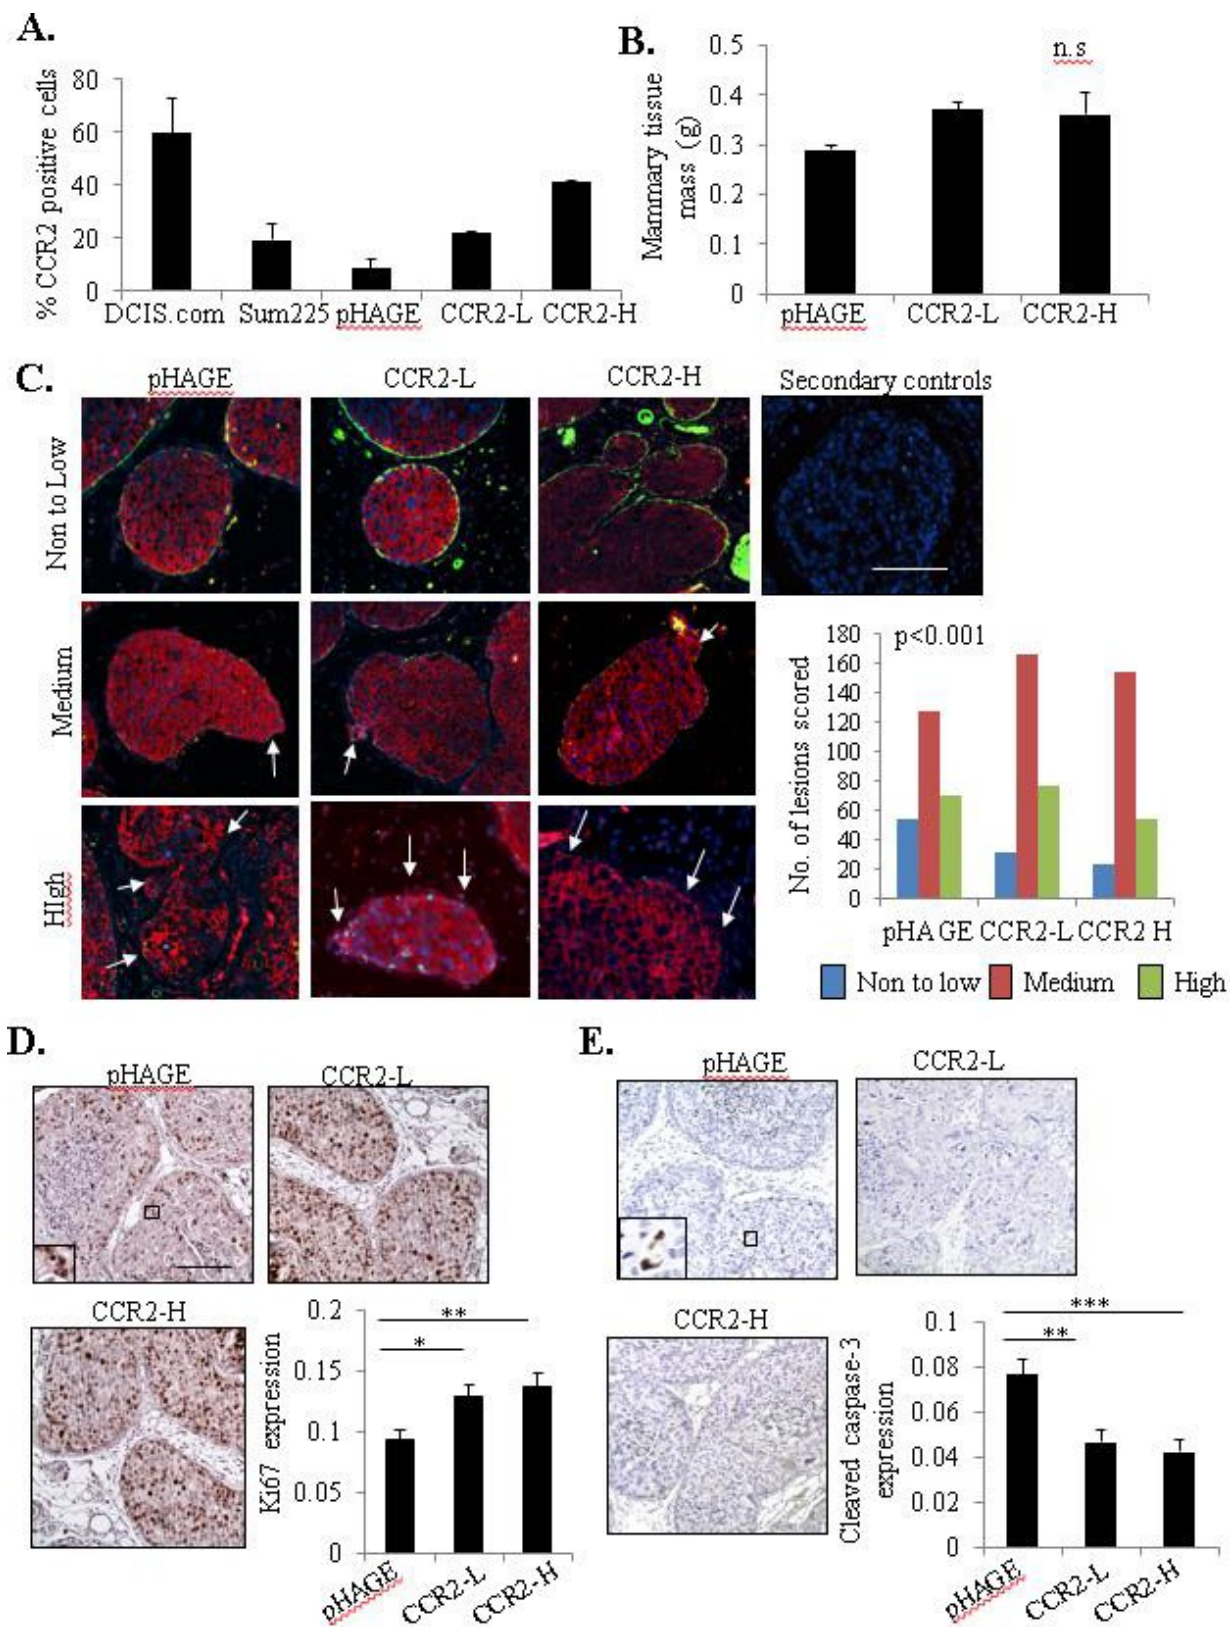 A.
% CCR2 positive cells
80
60
40
20
0
DCIS.com Sum225 pHAGE CCR2-L CCR2-H
B.
Mammary tissue
mass (g)
0.5
0.4
0.3
0.2
0.1
0
n.s
pHAGE CCR2-L CCR2-H
C.
pHAGE CCR2-L CCR2-H Secondary controls
Non to Low
Medium
HIgh
No. of lesions scored
180
160
140
120
100
80
60
40
20
0
p<0.001
pHAGE CCR2-L CCR2 H
Non to low Medium High
D.
pHAGE CCR2-L
CCR2-H
Ki67 expression
0.2
0.15
0.1
0.05
0
**
*
pHAGE CCR2-L CCR2-H
E.
pHAGE CCR2-L
CCR2-H
Cleaved caspase-3
expression
0.1
0.08
0.06
0.04
0.02
0
***
**
pHAGE CCR2-L CCR2-H